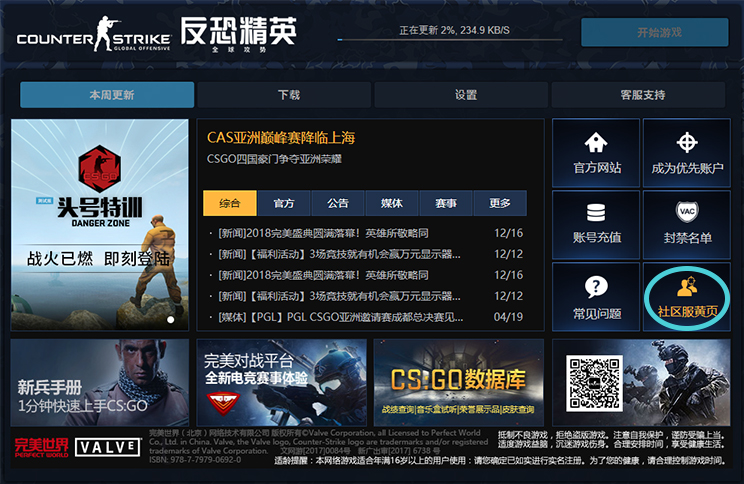 COUNTER STRIKE
GLOBAL OFFENSIVE
反恐精英
全球攻势
正在更新 2%, 234.9 KB/S
开始游戏
本周更新
下载
设置
客服支持
CS:GO
测试版
头号特训
DANGER ZONE
战火已燃 即刻登陆
CAS亚洲巅峰赛降临上海
CSGO四国豪门争夺亚洲荣耀
综合 官方 公告 媒体 赛事 更多
· [新闻]2018完美盛典圆满落幕！英雄所敬略同 12/16
· [新闻]【福利活动】3场竞技就有机会赢万元显示器... 12/12
· [新闻]2018完美盛典圆满落幕！英雄所敬略同 12/16
· [新闻]【福利活动】3场竞技就有机会赢万元显示器... 12/12
· [媒体]【PGL】PGL CSGO亚洲邀请赛成都总决赛见... 04/19
官方网站
成为优先账户
账号充值
VAC
封禁名单
?
常见问题
社区服黄页
新兵手册
1分钟快速上手CS:GO
完美对战平台
全新电竞赛事体验
CS:GO数据库
战绩查询|音乐盒试听|荣誉展示品|皮肤查询
完美世界
PERFECT WORLD
VALVE
完美世界（北京）网络技术有限公司 版权所有©Valve Corporation, all Licensed to Perfect World
Co., Ltd. in China. Valve, the Valve logo, Counter-Strike logo are trademarks and/or registered
trademarks of Valve Corporation. 文网游[2017]0084号 新广出审[2017] 6738 号
ISBN: 978-7-7979-0692-0
抵制不良游戏，拒绝盗版游戏。注意自我保护，谨防受骗上当。
适度游戏益脑，沉迷游戏伤身。合理安排时间，享受健康生活。
适龄提醒：本网络游戏适合年满16岁以上的用户使用；请您确定已如实进行实名注册。为了您的健康，请合理控制游戏时间。